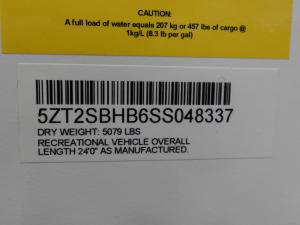 CAUTION:
A full load of water equals 207 kg or 457 lbs of cargo @
1kg/L (8.3 lb per gal)
5ZT2SBHB6SS048337
DRY WEIGHT: 5079 LBS
RECREATIONAL VEHICLE OVERALL
LENGTH 24'0" AS MANUFACTURED.